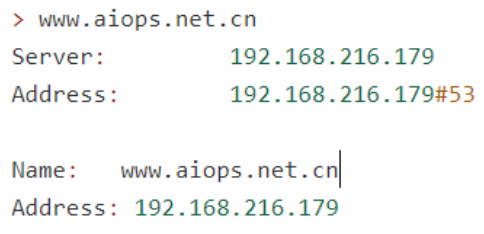 > www.aiops.net.cn
Server: 192.168.216.179
Address: 192.168.216.179#53
Name: www.aiops.net.cn
Address: 192.168.216.179